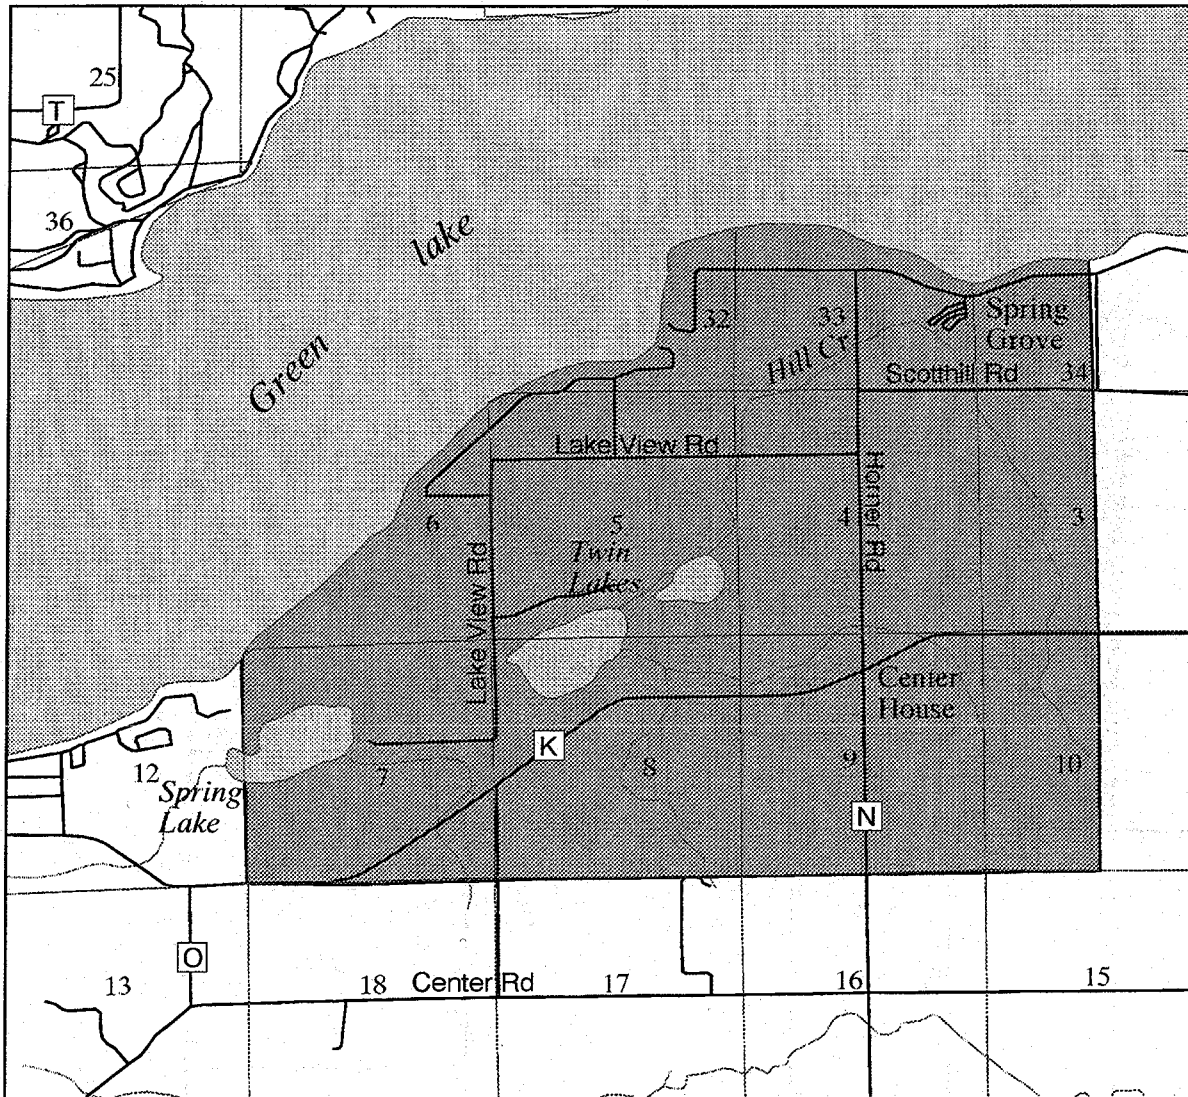 25
T
36
lake
Green
32
33
Spring
Grove
Hill Cr
Scotthill Rd
34
Lake View Rd
6
5
4
3
Horner Rd
Twin
Lakes
Lake View Rd
Center
House
K
7
8
9
10
12
Spring
Lake
N
O
13
18
Center Rd
17
16
15